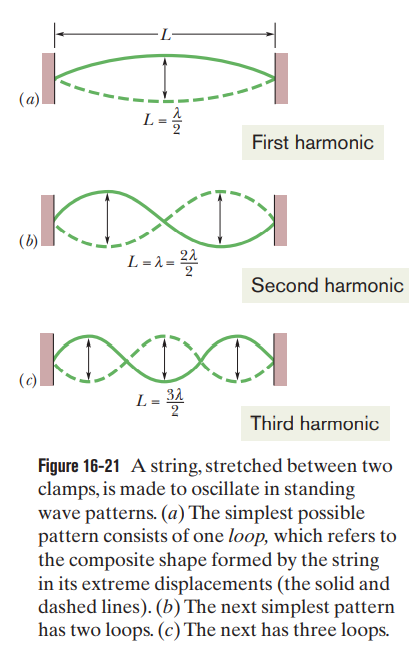 L
(a)
L = λ/2
First harmonic
(b)
L = λ = 2λ/2
Second harmonic
(c)
L = 3λ/2
Third harmonic
Figure 16-21 A string, stretched between two
clamps, is made to oscillate in standing
wave patterns. (a) The simplest possible
pattern consists of one loop, which refers to
the composite shape formed by the string
in its extreme displacements (the solid and
dashed lines). (b) The next simplest pattern
has two loops. (c) The next has three loops.